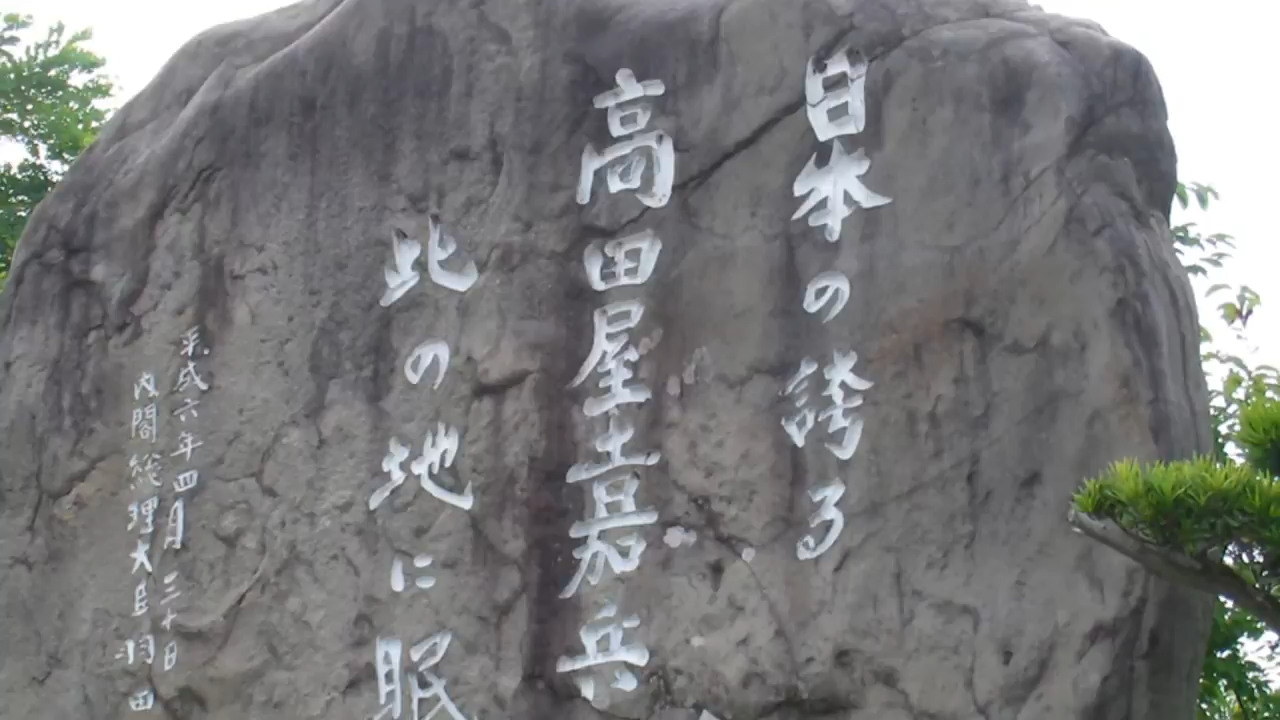 日本の誇る
高田屋嘉兵
此の地に眠
平成六年四月三十日
内閣総理大臣羽田